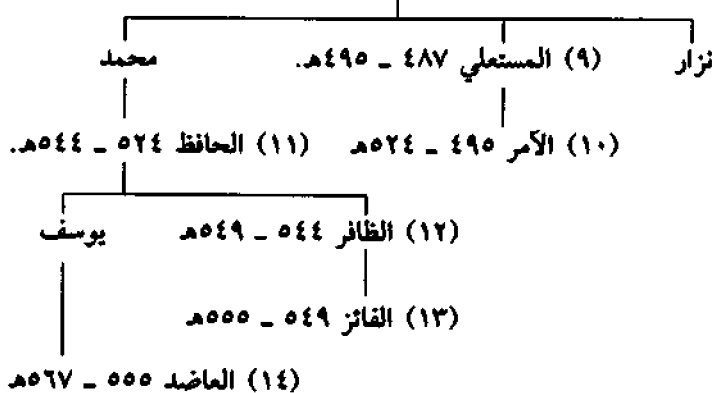 نزار (٩) المستعلي ٤٨٧ ـ ٤٩٥هـ. محمد
(١٠) الآمر ٤٩٥ ـ ٥٢٤هـ (١١) الحافظ ٥٢٤ ـ ٥٤٤هـ.
(١٢) الظافر ٥٤٤ ـ ٥٤٩هـ يوسف
(١٣) الفائز ٥٤٩ ـ ٥٥٥هـ
(١٤) العاضد ٥٥٥ ـ ٥٦٧هـ